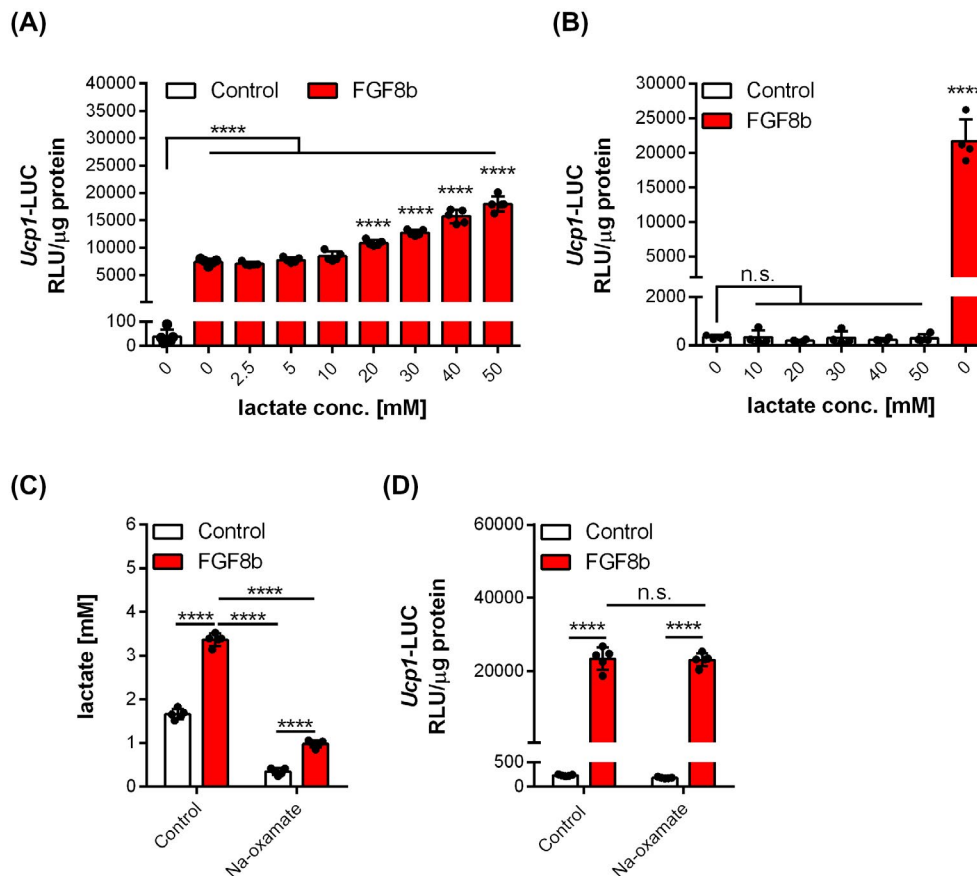 (A)
40000
35000
30000
25000
20000
15000
10000
5000
100
0
Ucp1-LUC
RLU/µg protein
Control
FGF8b
****
****
****
****
****
0
0
2.5
5
10
20
30
40
50
lactate conc. [mM]
(B)
30000
25000
20000
15000
10000
5000
2000
0
Ucp1-LUC
RLU/µg protein
Control
FGF8b
****
n.s.
0
10
20
30
40
50
0
lactate conc. [mM]
(C)
6
5
4
3
2
1
0
lactate [mM]
Control
FGF8b
****
**** ****
****
Control
Na-oxamate
(D)
60000
40000
20000
500
0
Ucp1-LUC
RLU/µg protein
Control
FGF8b
n.s.
**** ****
Control
Na-oxamate